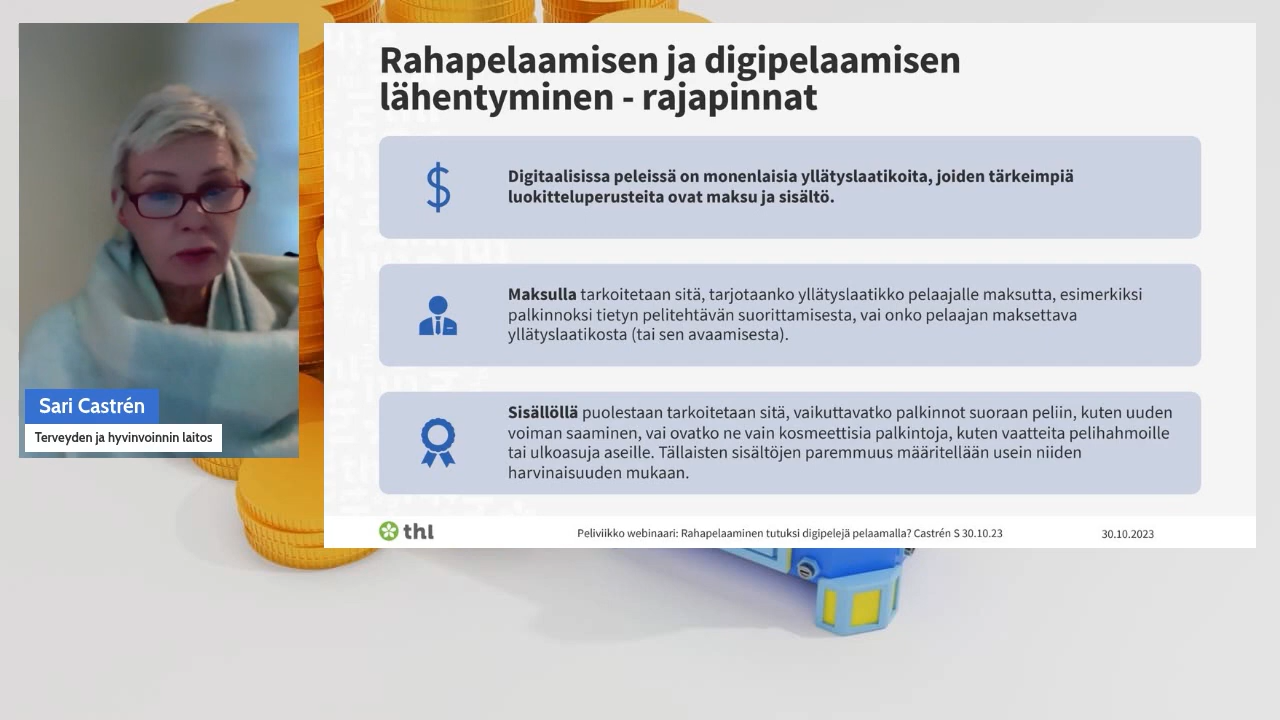 Rahapelaamisen ja digipelaamisen
lähentyminen - rajapinnat
$
Digitaalisissa peleissä on monenlaisia yllätyslaatikoita, joiden tärkeimpiä
luokitteluperusteita ovat maksu ja sisältö.
Maksulla tarkoitetaan sitä, tarjotaanko yllätyslaatikko pelaajalle maksutta, esimerkiksi
palkinnoksi tietyn pelitehtävän suorittamisesta, vai onko pelaajan maksettava
yllätyslaatikosta (tai sen avaamisesta).
Sisällöllä puolestaan tarkoitetaan sitä, vaikuttavatko palkinnot suoraan peliin, kuten uuden
voiman saaminen, vai ovatko ne vain kosmeettisia palkintoja, kuten vaatteita pelihahmoille
tai ulkoasuja aseille. Tällaisten sisältöjen paremmuus määritellään usein niiden
harvinaisuuden mukaan.
Sari Castrén
Terveyden ja hyvinvoinnin laitos
thl
Peliviikko webinaari: Rahapelaaminen tutuksi digipelejä pelaamalla? Castrén S 30.10.23
30.10.2023